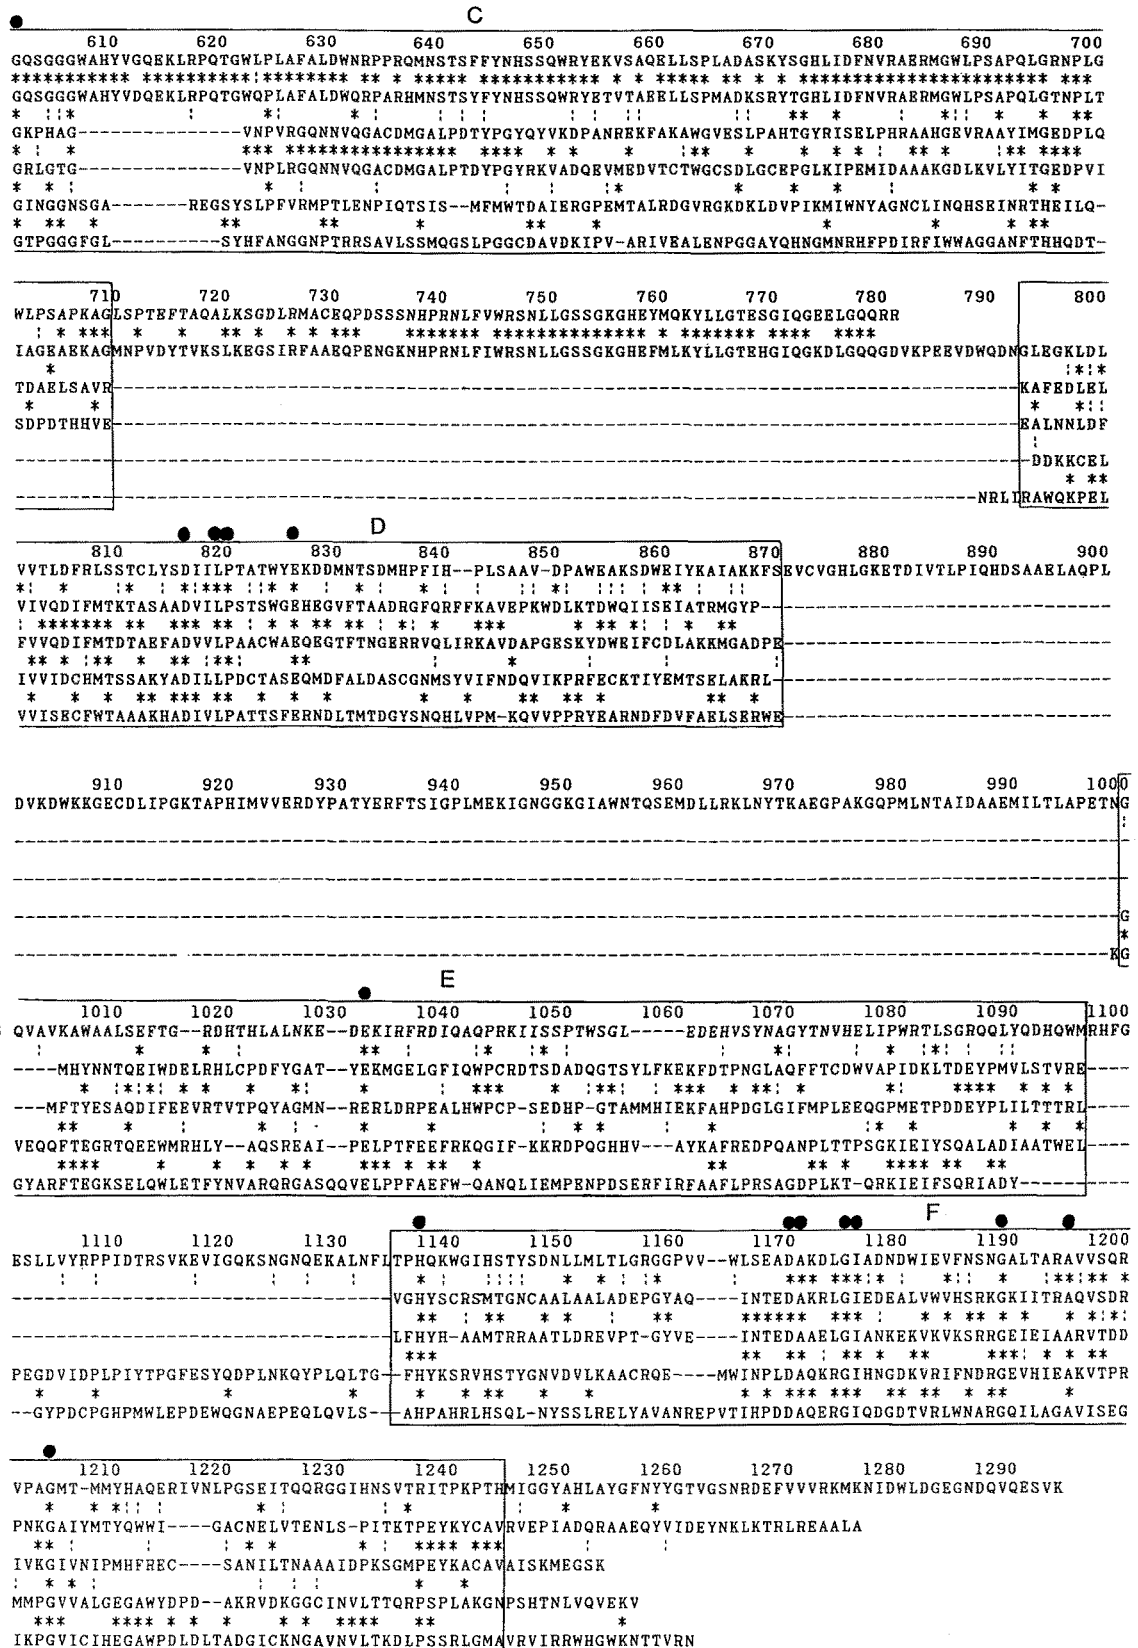 C
610 620 630 640 650 660 670 680 690 700
GQSGGGWAHYVGQEKLRPQTGWLPLAFALDWNRPPRQMNSTSFFYNHSSQWRYEKVSAQELLSPLADASKYSGHLIDFNVRAERMGWLPSAPQLGRNPLG
GQSGGGWAHYVDQEKLRPQTGWQPLAFALDWQRPARHMNSTSYFYNHSSQWRYETVTAEELLSPMADKSRYTGHLIDFNVRAERMGWLPSAPQLGTNPLT
GKPHAG---------------VNPVRGQNNVQGACDMGALPDTYPGYQYVKDPANREKFAKAWGVESLPAHTGYRISELPHRAAHGEVRAAYIMGEDPLQ
GRLGTG---------------VNPLRGQNNVQGACDMGALPTDYPGYRKVADQEVMEDVTCTWGCSDLGCEPGLKIPEMIDAAAKGDLKVLYITGEDPVI
GINGGNSGA-------REGSYSLPFVRMPTLENPIQTSIS--MFMWTDAIERGPEMTALRDGVRGKDKLDVPIKMIWNYAGNCLINQHSEINRTHEILQ-
GTPGGGFGL----------SYHFANGGNPTRRSAVLSSMQGSLPGGCDAVDKIPV-ARIVEALENPGGAYQHNGMNRHFPDIRFIWWAGGANFTHHQDT-
710 720 730 740 750 760 770 780 790 800
WLPSAPKAGLSPTEFTAQALKSGDLRMACEQPDSSSNHPRNLFVWRSNLLGSSGKGHEYMQKYLLGTESGIQGEELGQQRR
IAGEAEKAGMNPVDYTVKSLKEGSIRFAAEQPENGKNHPRNLFIWRSNLLGSSGKGHEFMLKYLLGTEHGIQGKDLGQQGDVKPEEVDWQDNGLEGKLDL
TDAELSAVR-----------------------------------------------------------------------------------KAFEDLEL
SDPDTHHVE-----------------------------------------------------------------------------------EALNNLDF
---------------------------------------------------------------------------------------------DDKKCEL
----------------------------------------------------------------------------------------NRLIRAWQKPEL
D
810 820 830 840 850 860 870 880 890 900
VVTLDFRLSSTCLYSDIILPTATWYEKDDMNTSDMHPFIH--PLSAAV-DPAWEAKSDWEIYKAIAKKFSEVCVGHLGKETDIVTLPIQHDSAAELAQPL
VIVQDIFMTKTASAADVILPSTSWGEHEGVFTAADRGFQRFFKAVEPKWDLKTDWQIISEIATRMGYP--------------------------------
FVVQDIFMTDTAEFADVVLPAACWAEQEGTFTNGERRVQLIRKAVDAPGESKYDWEIFCDLAKKMGADPE------------------------------
IVVIDCHMTSSAKYADILLPDCTASEQMDFALDASCGNMSYVIFNDQVIKPRFECKTIYEMTSELAKRL-------------------------------
VVISECFWTAAAKHADIVLPATTSFERNDLTMTDGYSNQHLVPM-KQVVPPRYEARNDFDVFAELSERWE------------------------------
910 920 930 940 950 960 970 980 990 1000
DVKDWKKGECDLIPGKTAPHIMVVERDYPATYERFTSIGPLMEKIGNGGKGIAWNTQSEMDLLRKLNYTKAEGPAKGQPMLNTAIDAAEMILTLAPETNG
----------------------------------------------------------------------------------------------------
----------------------------------------------------------------------------------------------------
---------------------------------------------------------------------------------------------------G
--------------------------------------------------------------------------------------------------KG
E
1010 1020 1030 1040 1050 1060 1070 1080 1090 1100
QVAVKAWAALSEFTG--RDHTHLALNKE--DEKIRFRDIQAQPRKIISSPTWSGL----EDEHVSYNAGYTNVHELIPWRTLSGRQQLYQDHQWMRHFG
----MHYNNTQEIWDELRHLCPDFYGAT--YEKMGELGFIQWPCRDTSDADQGTSYLFKEKFDTPNGLAQFFTCDWVAPIDKLTDEYPMVLSTVRE----
---MFTYESAQDIFEEVRTVTPQYAGMN--RERLDRPEALHWPCP-SEDHP-GTAMMHIEKFAHPDGLGIFMPLEEQGPMETPDDEYPLILTTTRL----
VEQQFTEGRTQEEWMRHLY--AQSREAI--PELPTFEEFRKQGIF-KKRDPQGHHV---AYKAFREDPQANPLTTPSGKIEIYSQALADIAATWEL----
GYARFTEGKSELQWLETFYNVARQRGASQQVELPPFAEFW-QANQLIEMPENPDSERFIRFAAFLPRSAGDPLKT-QRKIEIFSQRIADY------
F
1110 1120 1130 1140 1150 1160 1170 1180 1190 1200
ESLLVYRPPIDTRSVKEVIGQKSNGNQEKALNFLTPHQKWGIHSTYSDNLLMLTLGRGGPVV--WLSEADAKDLGIADNDWIEVFNSNGALTARAVVSQR
-----------------------------------VGHYSCRSMTGNCAALAALADEPGYAQ----INTEDAKRLGIEDEALVWVHSRKGKIITRAQVSDR
-----------------------------------LFHYH-AAMTRRAATLDREVPT-GYVE----INTEDAAELGIANKEKVKVKSRRGEIEIAARVTDD
PEGDVIDPLPIYTPGFESYQDPLNKQYPLQLTG--FHYKSRVHSTYGNVDVLKAACRQE----MWINPLDAQKRGIHNGDKVRIFNDRGEVHIEAKVTPR
--GYPDCPGHPMWLEPDEWQGNAEPEQLQVLS---AHPAHRLHSQL-NYSSLRELYAVANREPVTIHPDDAQERGIQDGDTVRLWNARGQILAGAVISEG
1210 1220 1230 1240 1250 1260 1270 1280 1290
VPAGMT-MMYHAQERIVNLPGSEITQQRGGIHNSVTRITPKPTHMIGGYAHLAYGFNYYGTVGSNRDEFVVVRKMKNIDWLDGEGNDQVQESVK
PNKGAIYMTYQWWI----GACNELVTENLS-PITKTPEYKYCAVRVEPIADQRAAEQYVIDEYNKLKTRLREAALA
IVKGIVNIPMHFREC----SANILTNAAAIDPKSGMPEYKACAVAISKMEGSK
MMPGVVALGEGAWYDPD--AKRVDKGGCINVLTTQRPSPLAKGNPSHTNLVQVEKV
IKPGVICIHEGAWPDLDLTADGICKNGAVNVLTKDLPSSRLGMAVRVIRRWHGWKNTTVRN